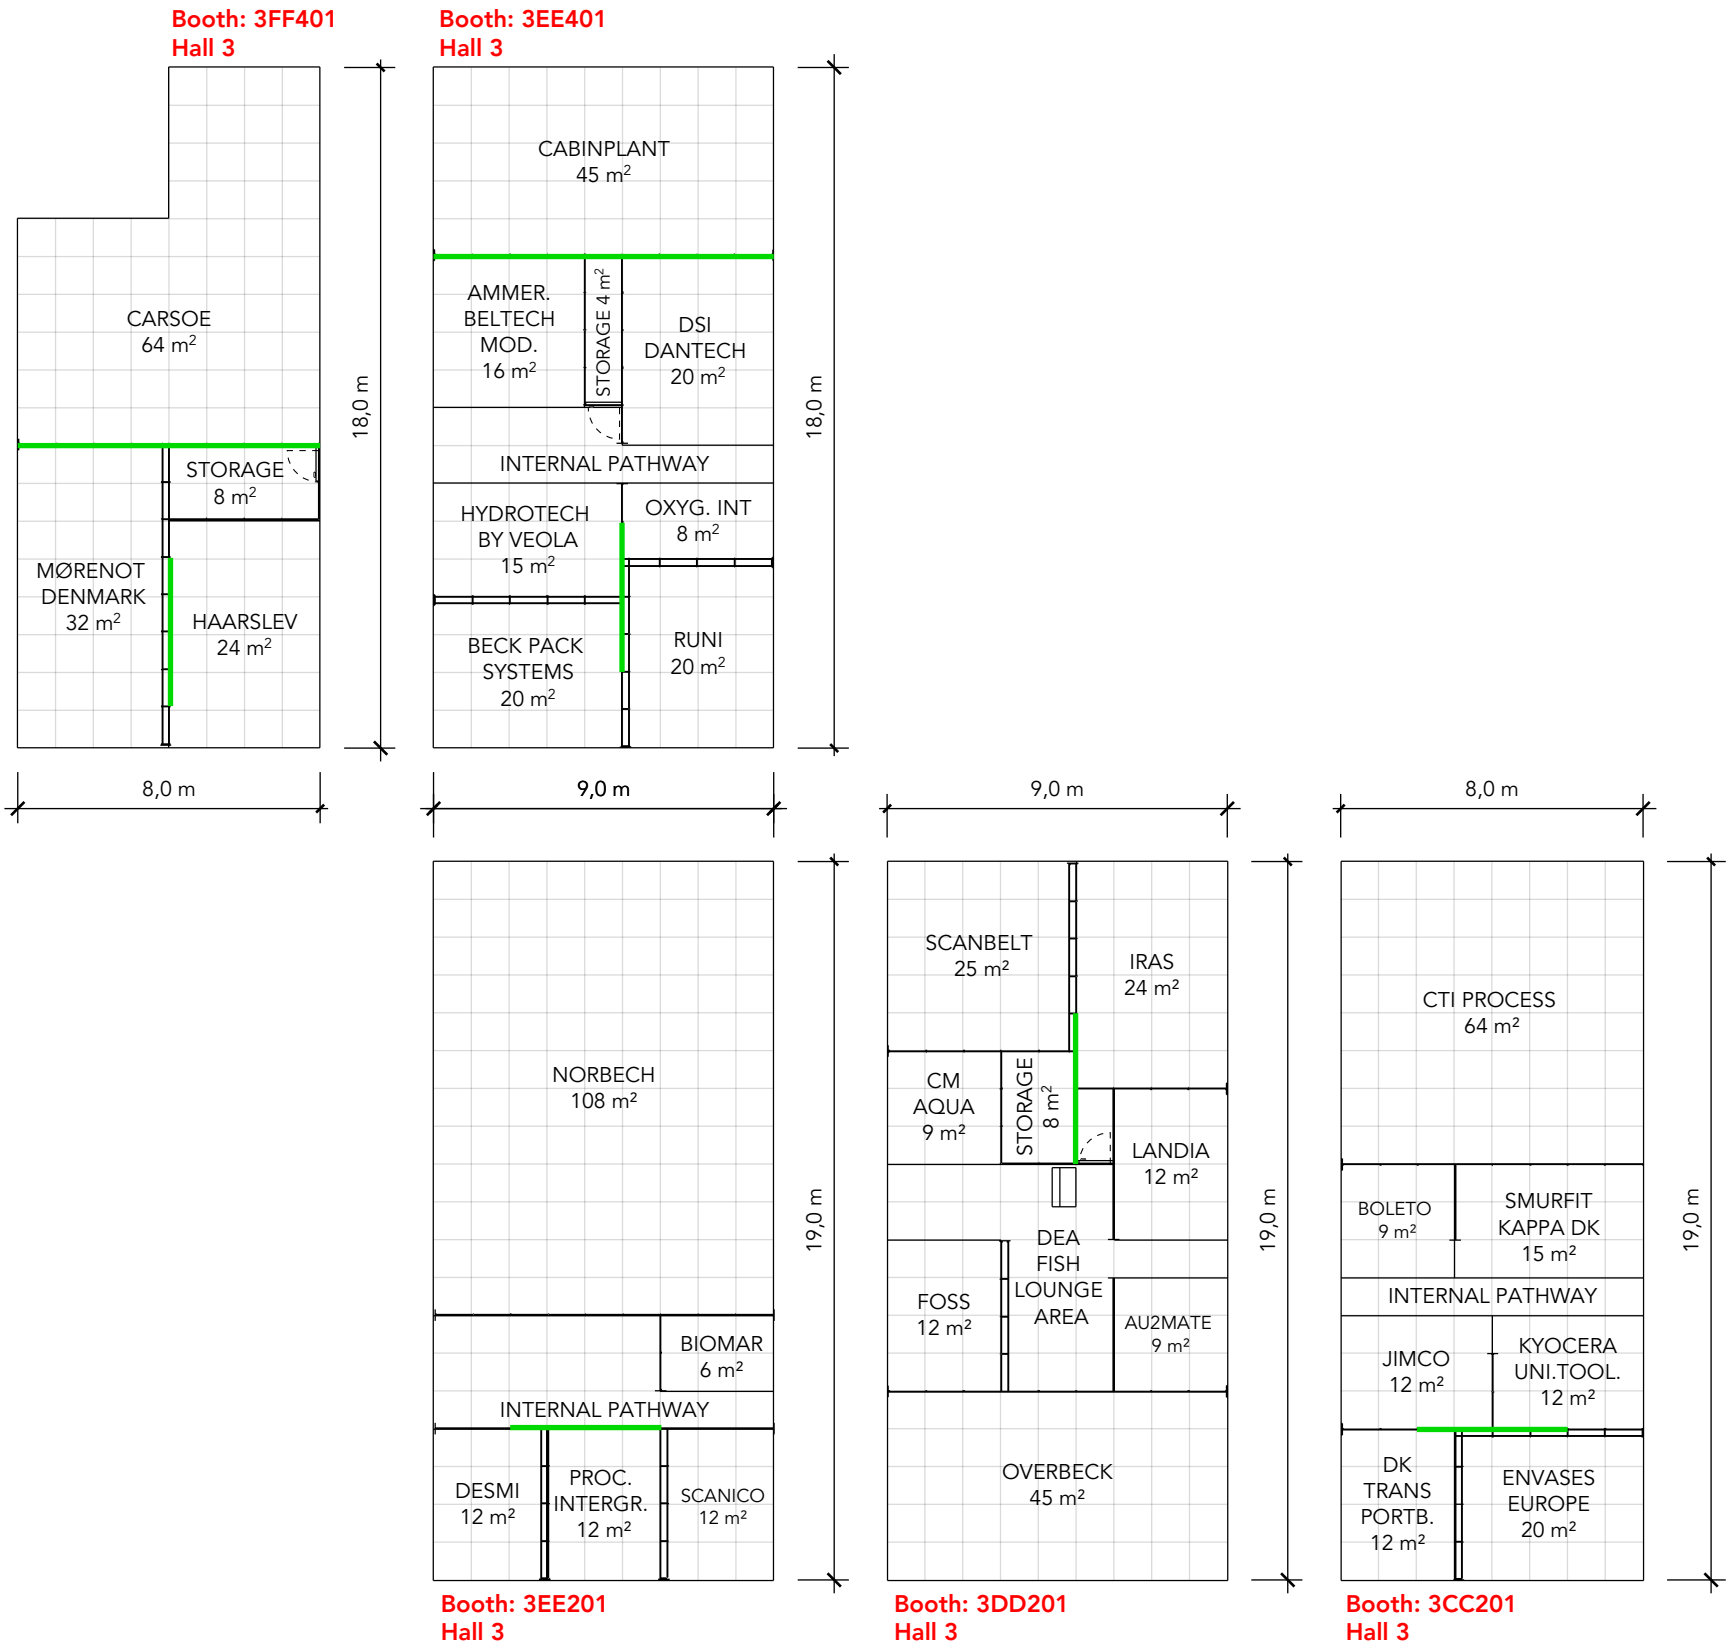 Booth: 3FF401
Hall 3
Booth: 3EE401
Hall 3
CARSOE
64 m²
STORAGE
8 m²
MØRENOT
DENMARK
32 m²
HAARSLEV
24 m²
18,0 m
8,0 m
CABINPLANT
45 m²
AMMER.
BELTECH
MOD.
16 m²
STORAGE 4 m²
DSI
DANTECH
20 m²
INTERNAL PATHWAY
HYDROTECH
BY VEOLA
15 m²
OXYG. INT
8 m²
BECK PACK
SYSTEMS
20 m²
RUNI
20 m²
18,0 m
9,0 m
9,0 m
8,0 m
NORBECH
108 m²
BIOMAR
6 m²
INTERNAL PATHWAY
DESMI
12 m²
PROC.
INTERGR.
12 m²
SCANICO
12 m²
19,0 m
Booth: 3EE201
Hall 3
SCANBELT
25 m²
IRAS
24 m²
CM
AQUA
9 m²
STORAGE
8 m²
LANDIA
12 m²
DEA
FISH
LOUNGE
AREA
FOSS
12 m²
AU2MATE
9 m²
OVERBECK
45 m²
19,0 m
Booth: 3DD201
Hall 3
CTI PROCESS
64 m²
BOLETO
9 m²
SMURFIT
KAPPA DK
15 m²
INTERNAL PATHWAY
JIMCO
12 m²
KYOCERA
UNI.TOOL.
12 m²
DK
TRANS
PORTB.
12 m²
ENVASES
EUROPE
20 m²
19,0 m
Booth: 3CC201
Hall 3